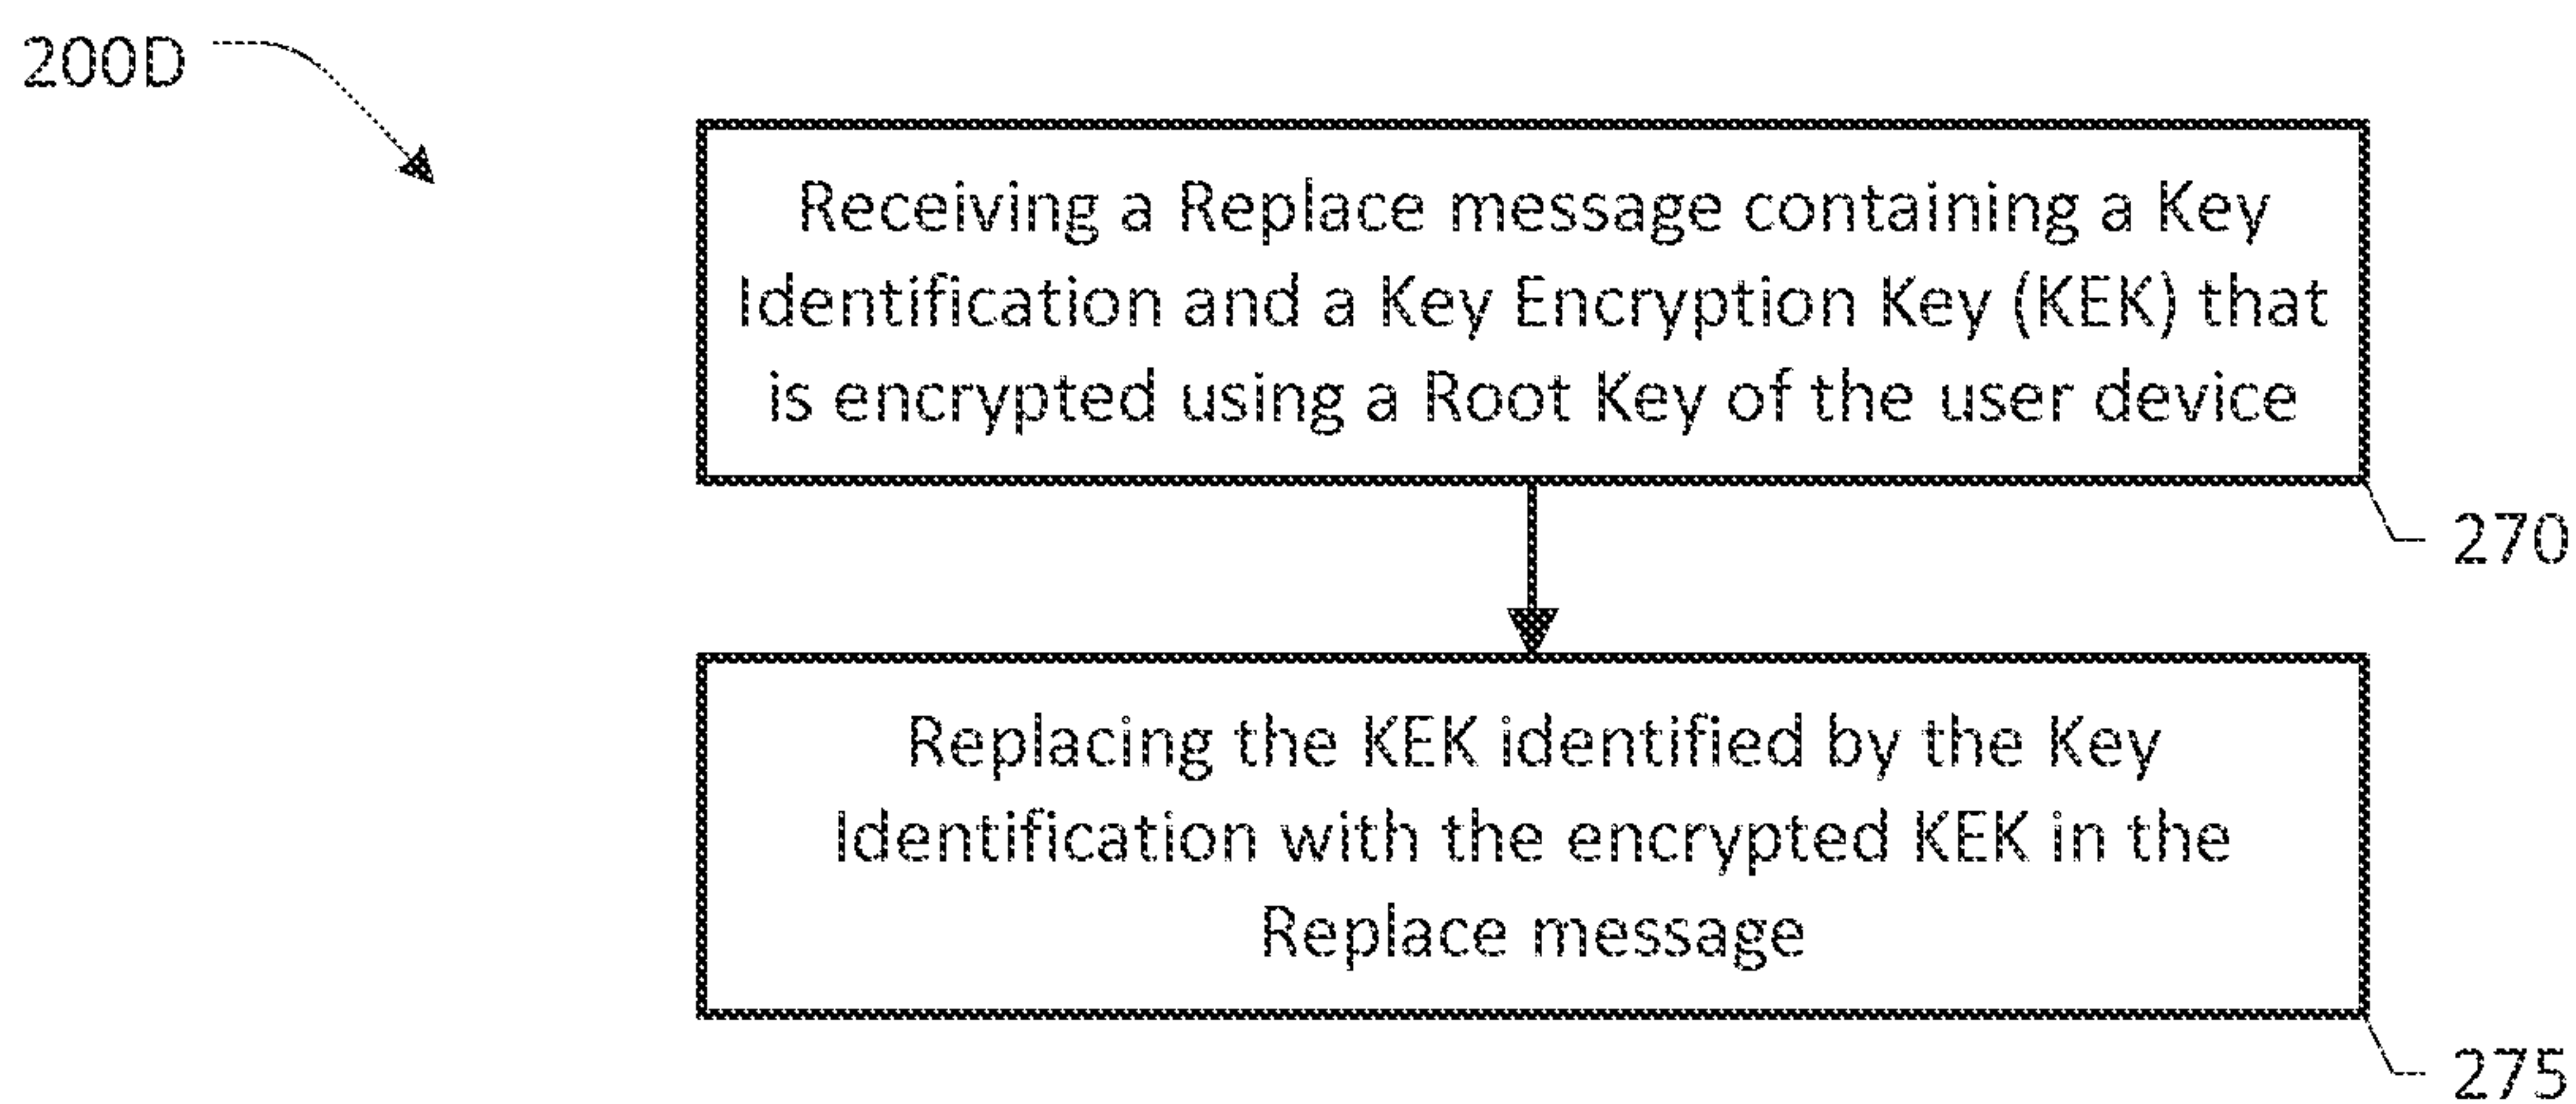 200D
Receiving a Replace message containing a Key
Identification and a Key Encryption Key (KEK) that
is encrypted using a Root Key of the user device
270
Replacing the KEK identified by the Key
Identification with the encrypted KEK in the
Replace message
275